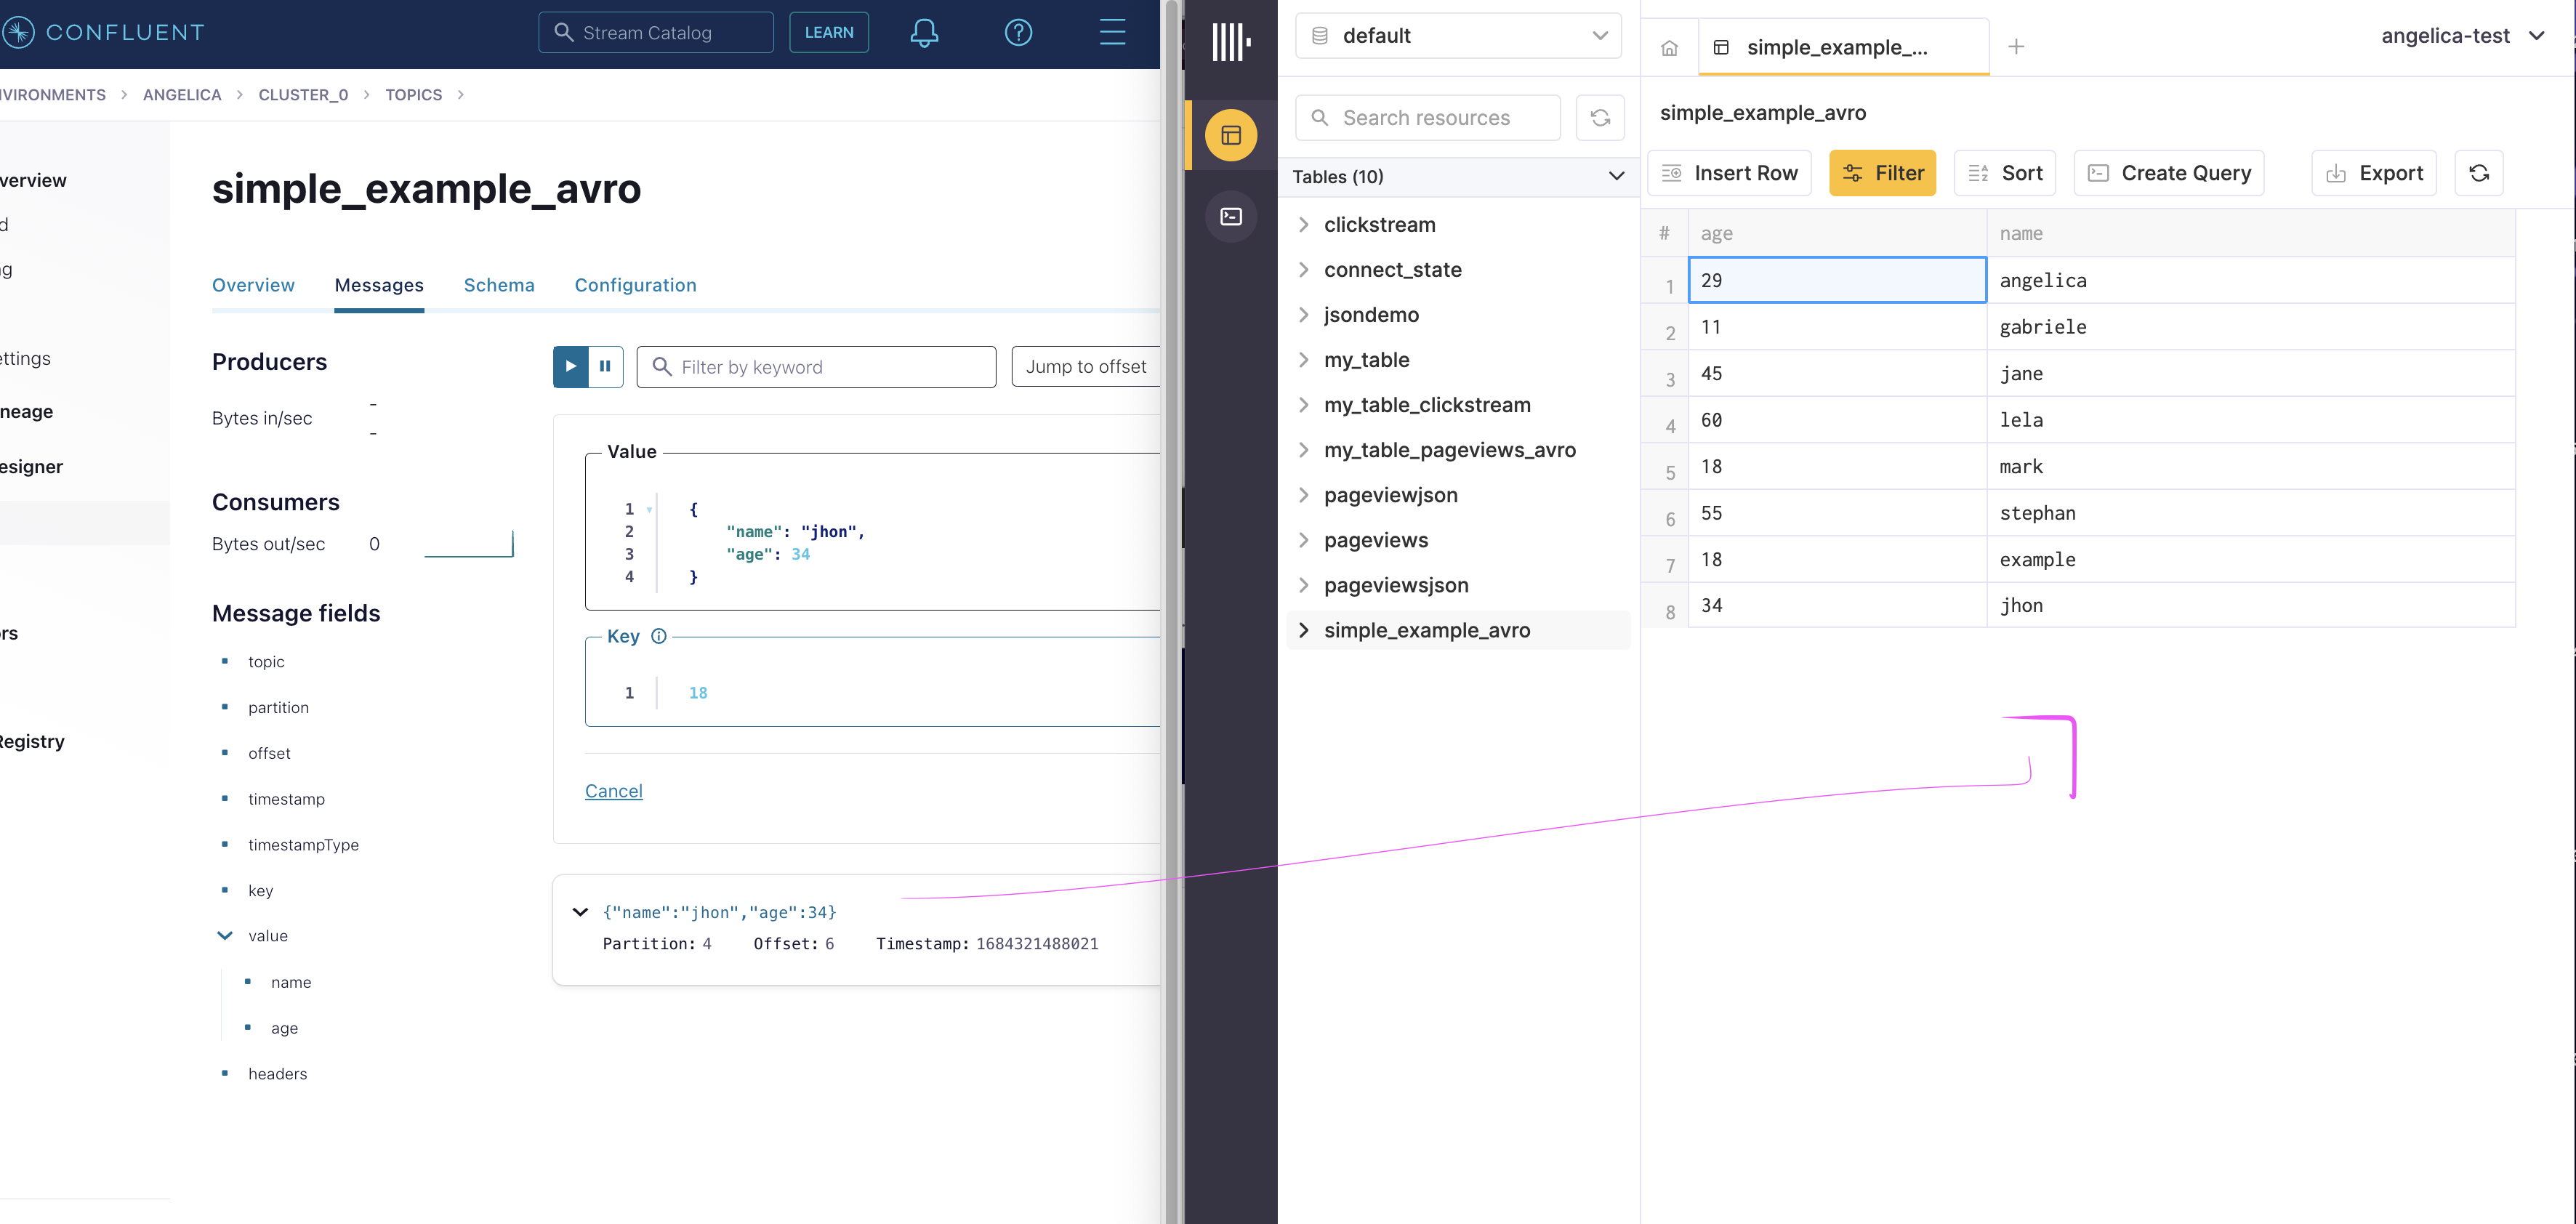 CONFLUENT
Stream Catalog
LEARN
VIRONMENTS > ANGELICA > CLUSTER_0 > TOPICS >
verview
d
g
ettings
neage
esigner
rs
Registry
simple_example_avro
Overview Messages Schema Configuration
Producers
Bytes in/sec
-
-
Consumers
Bytes out/sec 0
Message fields
topic
partition
offset
timestamp
timestampType
key
value
name
age
headers
Filter by keyword
Jump to offset
Value
1 {
2 "name": "jhon",
3 "age": 34
4 }
Key
1 18
Cancel
{"name":"jhon","age":34}
Partition: 4 Offset: 6 Timestamp: 1684321488021
default
Search resources
Tables (10)
clickstream
connect_state
jsondemo
my_table
my_table_clickstream
my_table_pageviews_avro
pageviewjson
pageviews
pageviewsjson
simple_example_avro
simple_example_...
+
angelica-test
simple_example_avro
Insert Row Filter Sort Create Query Export
# age name
1 29 angelica
2 11 gabriele
3 45 jane
4 60 lela
5 18 mark
6 55 stephan
7 18 example
8 34 jhon